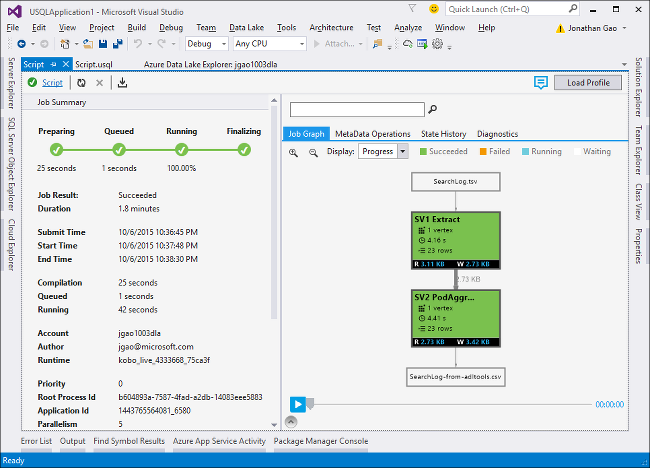 USQLApplication1 - Microsoft Visual Studio
Quick Launch (Ctrl+Q)
File Edit View Project Build Debug Team Data Lake Tools Architecture Test Analyze Window Help
Jonathan Gao
Debug Any CPU Attach...
Script Script.usql Azure Data Lake Explorer: jgao1003dla
Script
Load Profile
Server Explorer
SQL Server Object Explorer
Cloud Explorer
Job Summary
Preparing Queued Running Finalizing
25 seconds 1 seconds 100.00%
Job Result: Succeeded
Duration 1.8 minutes
Submit Time 10/6/2015 10:36:45 PM
Start Time 10/6/2015 10:37:48 PM
End Time 10/6/2015 10:38:30 PM
Compilation 25 seconds
Queued 1 seconds
Running 42 seconds
Account jgao1003dla
Author jgao@microsoft.com
Runtime kobo_live_4333668_75ca3f
Priority 0
Root Process Id b604893a-7587-4fad-a2db-14083eee5883
Application Id 1443765564081_6580
Parallelism 5
Job Graph MetaData Operations State History Diagnostics
Display: Progress Succeeded Failed Running Waiting
SearchLog.tsv
SV1 Extract
1 vertex
4.16 s
23 rows
R 3.11 KB W 2.73 KB
2.73 KB
SV2 PodAggr...
1 vertex
4.41 s
23 rows
R 2.73 KB W 3.42 KB
SearchLog-from-adltools.csv
00:00:00
Solution Explorer
Team Explorer
Class View
Properties
Error List Output Find Symbol Results Azure App Service Activity Package Manager Console
Ready